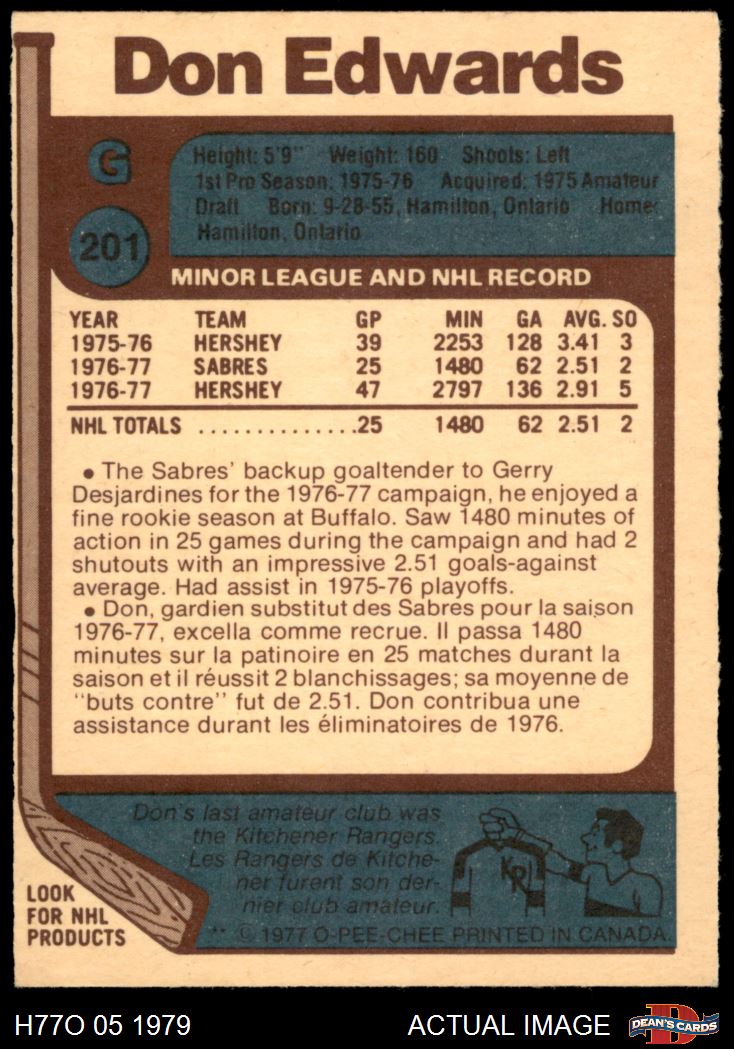 Don Edwards
G
Height: 5'9" Weight: 160 Shoots: Left
1st Pro Season: 1975-76 Acquired: 1975 Amateur
Draft Born: 9-28-55, Hamilton, Ontario Home:
Hamilton, Ontario
201
MINOR LEAGUE AND NHL RECORD
YEAR TEAM GP MIN GA AVG. SO
1975-76 HERSHEY 39 2253 128 3.41 3
1976-77 SABRES 25 1480 62 2.51 2
1976-77 HERSHEY 47 2797 136 2.91 5
NHL TOTALS ..............25 1480 62 2.51 2
• The Sabres' backup goaltender to Gerry
Desjardines for the 1976-77 campaign, he enjoyed a
fine rookie season at Buffalo. Saw 1480 minutes of
action in 25 games during the campaign and had 2
shutouts with an impressive 2.51 goals-against
average. Had assist in 1975-76 playoffs.
• Don, gardien substitut des Sabres pour la saison
1976-77, excella comme recrue. Il passa 1480
minutes sur la patinoire en 25 matches durant la
saison et il réussit 2 blanchissages; sa moyenne de
"buts contre" fut de 2.51. Don contribua une
assistance durant les éliminatoires de 1976.
Don's last amateur club was
the Kitchener Rangers.
Les Rangers de Kitche-
ner furent son der-
nier club amateur.
KR
LOOK
FOR NHL
PRODUCTS
** © 1977 O-PEE-CHEE PRINTED IN CANADA.
H77O 05 1979
ACTUAL IMAGE
D
DEAN'S CARDS